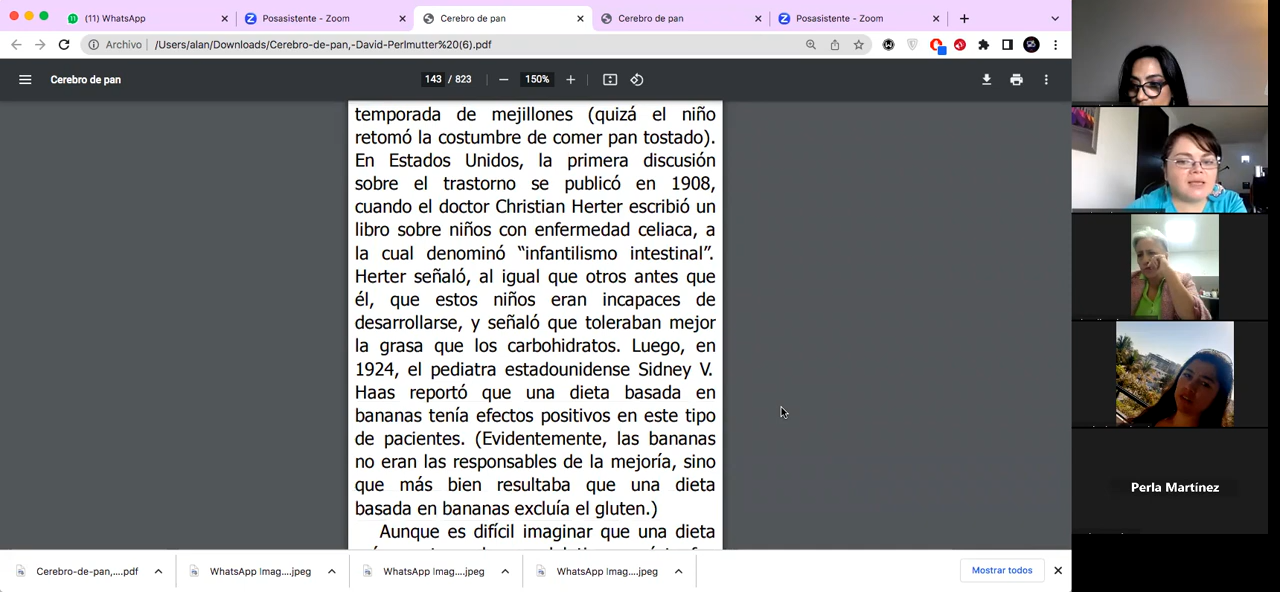 (11) WhatsApp
Posasistente - Zoom
Cerebro de pan
Cerebro de pan
Posasistente - Zoom
Archivo
/Users/alan/Downloads/Cerebro-de-pan,-David-Perlmutter%20(6).pdf
Cerebro de pan
143 / 823
150%
temporada de mejillones (quizá el niño
retomó la costumbre de comer pan tostado).
En Estados Unidos, la primera discusión
sobre el trastorno se publicó en 1908,
cuando el doctor Christian Herter escribió un
libro sobre niños con enfermedad celiaca, a
la cual denominó “infantilismo intestinal”.
Herter señaló, al igual que otros antes que
él, que estos niños eran incapaces de
desarrollarse, y señaló que toleraban mejor
la grasa que los carbohidratos. Luego, en
1924, el pediatra estadounidense Sidney V.
Haas reportó que una dieta basada en
bananas tenía efectos positivos en este tipo
de pacientes. (Evidentemente, las bananas
no eran las responsables de la mejoría, sino
que más bien resultaba que una dieta
basada en bananas excluía el gluten.)
Aunque es difícil imaginar que una dieta
Perla Martínez
Cerebro-de-pan,....pdf
WhatsApp Imag....jpeg
WhatsApp Imag....jpeg
WhatsApp Imag....jpeg
Mostrar todos